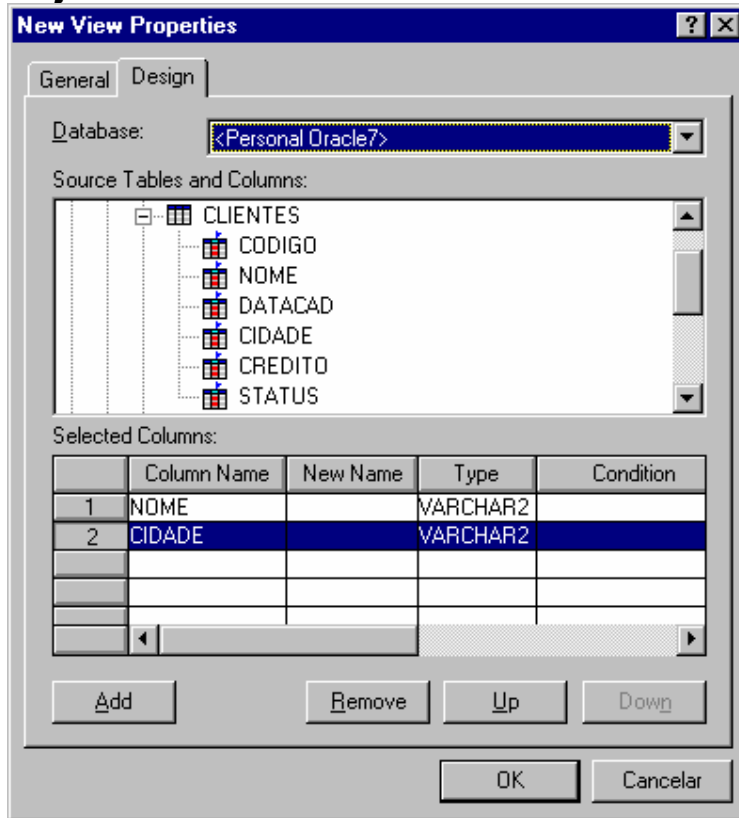 New View Properties ? X
General Design
Database: <Personal Oracle7>
Source Tables and Columns:
CLIENTES
CODIGO
NOME
DATACAD
CIDADE
CREDITO
STATUS
Selected Columns:
Column Name New Name Type Condition
1 NOME VARCHAR2
2 CIDADE VARCHAR2
Add Remove Up Down
OK Cancelar